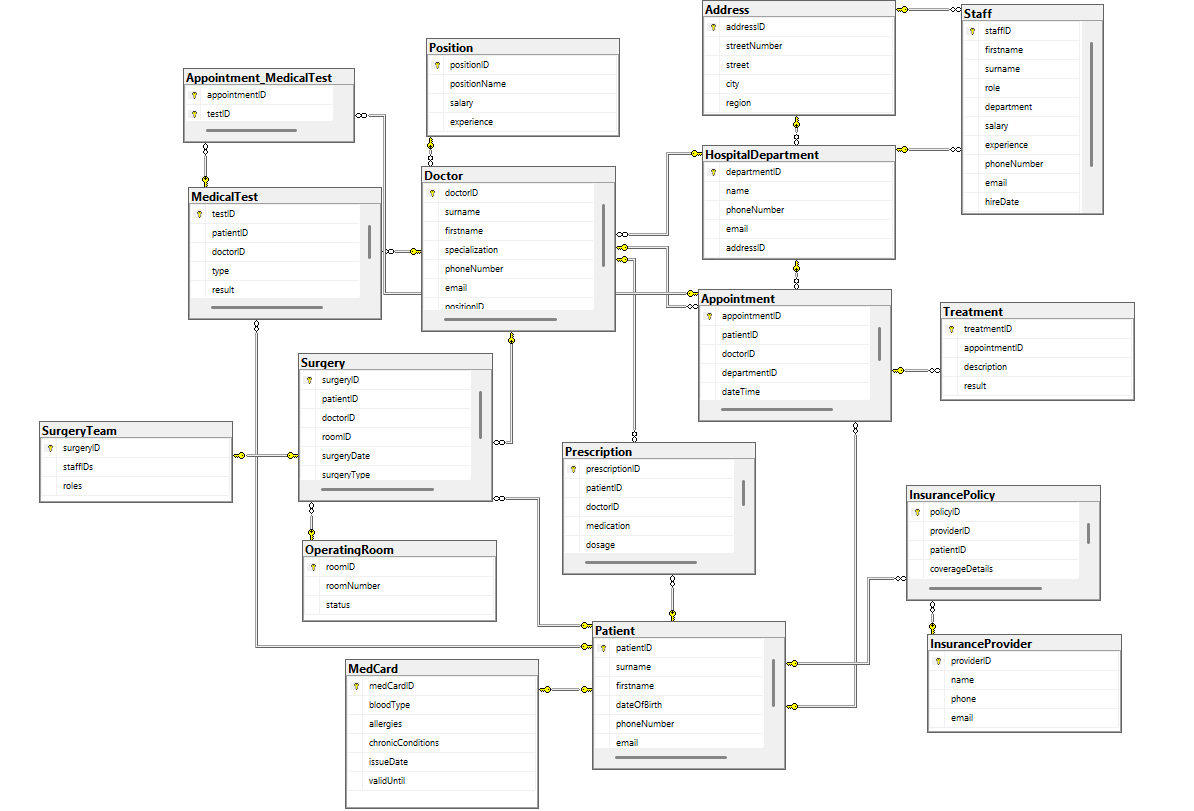 Address
addressID
streetNumber
street
city
region
Staff
staffID
firstname
surname
role
department
salary
experience
phoneNumber
email
hireDate
Position
positionID
positionName
salary
experience
Appointment_MedicalTest
appointmentID
testID
HospitalDepartment
departmentID
name
phoneNumber
email
addressID
Doctor
doctorID
surname
firstname
specialization
phoneNumber
email
positionID
MedicalTest
testID
patientID
doctorID
type
result
Appointment
appointmentID
patientID
doctorID
departmentID
dateTime
Treatment
treatmentID
appointmentID
description
result
Surgery
surgeryID
patientID
doctorID
roomID
surgeryDate
surgeryType
SurgeryTeam
surgeryID
staffIDs
roles
Prescription
prescriptionID
patientID
doctorID
medication
dosage
InsurancePolicy
policyID
providerID
patientID
coverageDetails
OperatingRoom
roomID
roomNumber
status
Patient
patientID
surname
firstname
dateOfBirth
phoneNumber
email
InsuranceProvider
providerID
name
phone
email
MedCard
medCardID
bloodType
allergies
chronicConditions
issueDate
validUntil